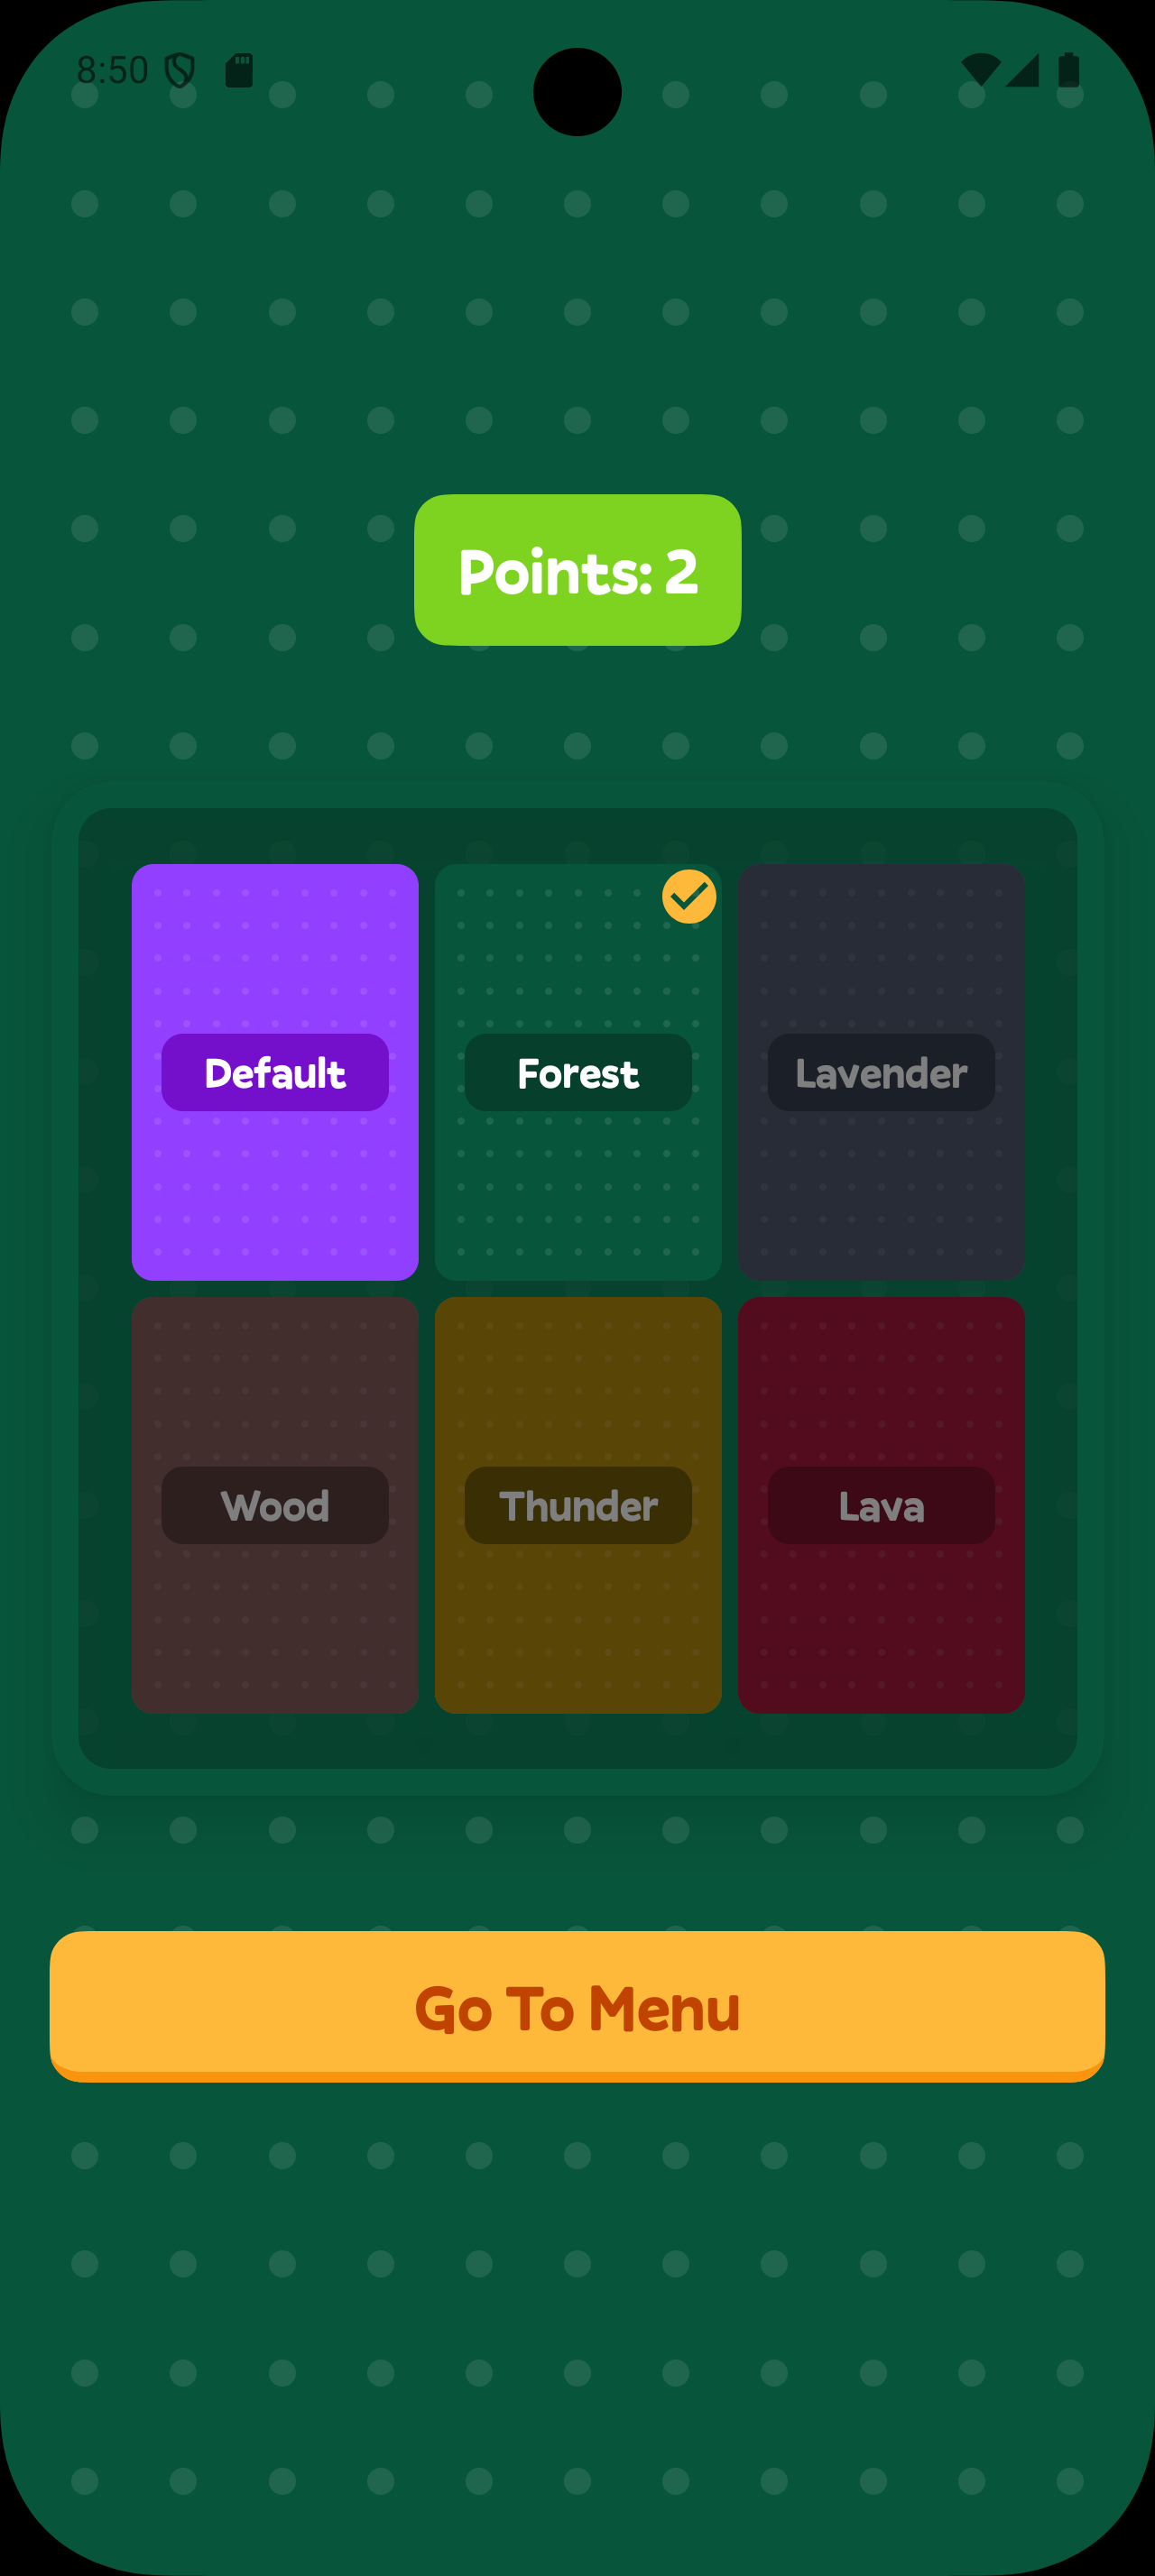 8:50
Points: 2
Default
Forest
Lavender
Wood
Thunder
Lava
Go To Menu